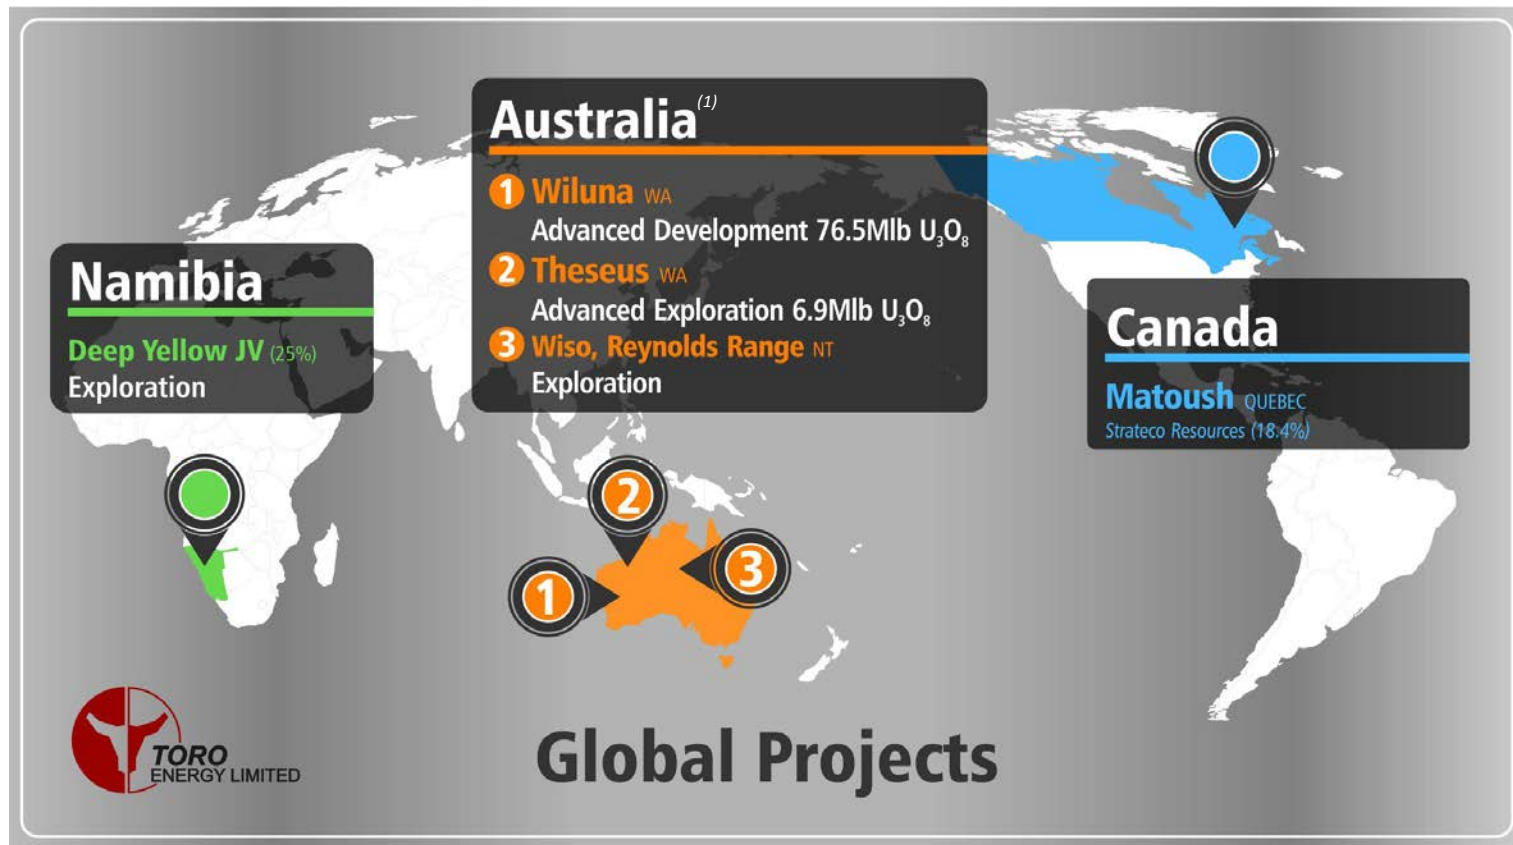 Australia (1)
1 Wiluna WA
Advanced Development 76.5Mlb U₃O₈
2 Theseus WA
Advanced Exploration 6.9Mlb U₃O₈
3 Wiso, Reynolds Range NT
Exploration
Namibia
Deep Yellow JV (25%)
Exploration
Canada
Matoush QUEBEC
Strateco Resources (18.4%)
2
3
1
TORO
ENERGY LIMITED
Global Projects